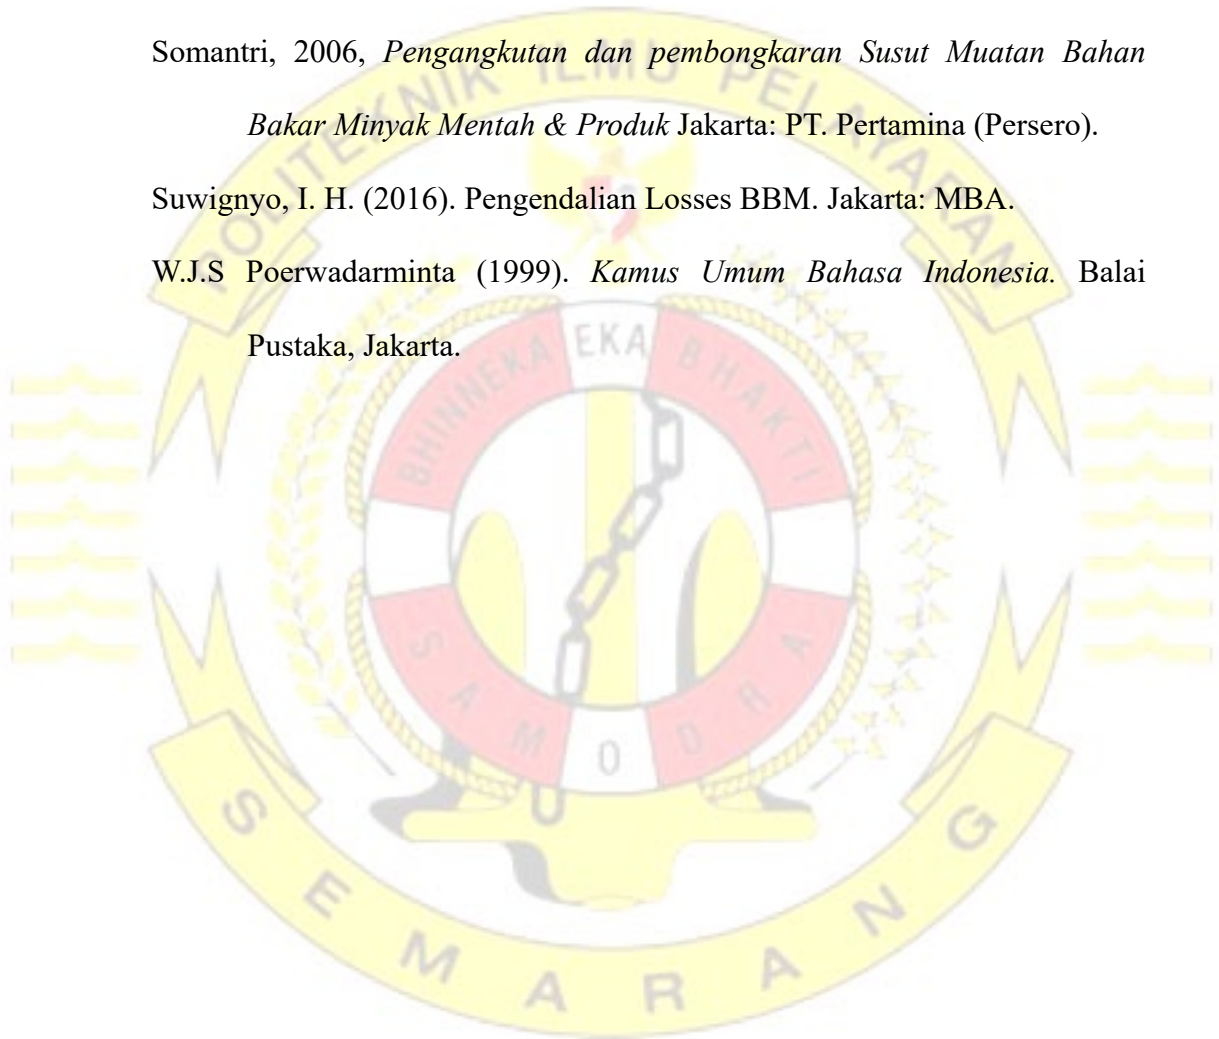 Somantri, 2006, Pengangkutan dan pembongkaran Susut Muatan Bahan
Bakar Minyak Mentah & Produk Jakarta: PT. Pertamina (Persero).
Suwignyo, I. H. (2016). Pengendalian Losses BBM. Jakarta: MBA.
W.J.S Poerwadarminta (1999). Kamus Umum Bahasa Indonesia. Balai
Pustaka, Jakarta.
POLITEKNIK ILMU PELAYARAN
BHINNEKA EKA BHAKTI
SAMODRA
SEMARANG